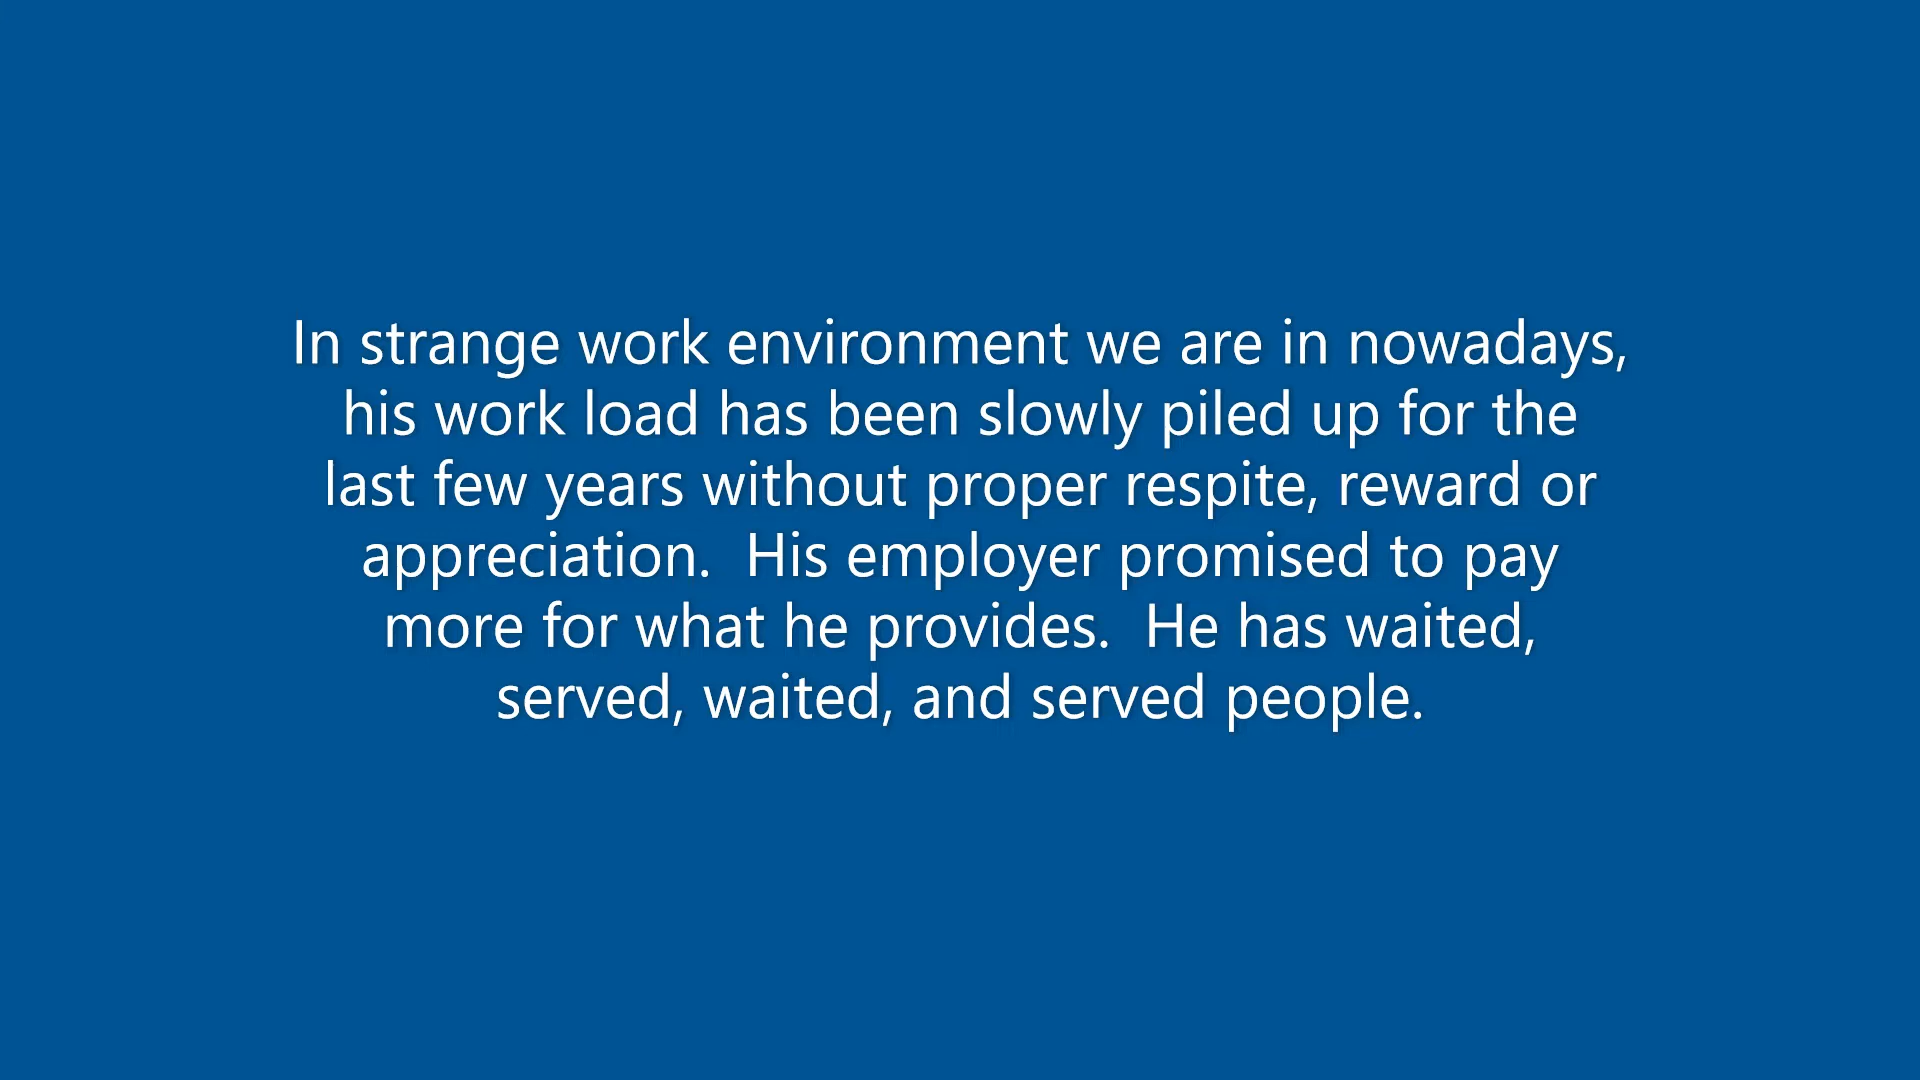 In strange work environment we are in nowadays,
his work load has been slowly piled up for the
last few years without proper respite, reward or
appreciation.  His employer promised to pay
more for what he provides.  He has waited,
served, waited, and served people.